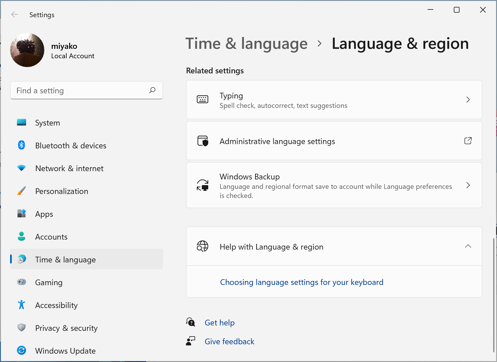 Settings
miyako
Local Account
Find a setting
System
Bluetooth & devices
Network & internet
Personalization
Apps
Accounts
Time & language
Gaming
Accessibility
Privacy & security
Windows Update
Time & language > Language & region
Related settings
Typing
Spell check, autocorrect, text suggestions
Administrative language settings
Windows Backup
Language and regional format save to account while Language preferences
is checked.
Help with Language & region
Choosing language settings for your keyboard
Get help
Give feedback